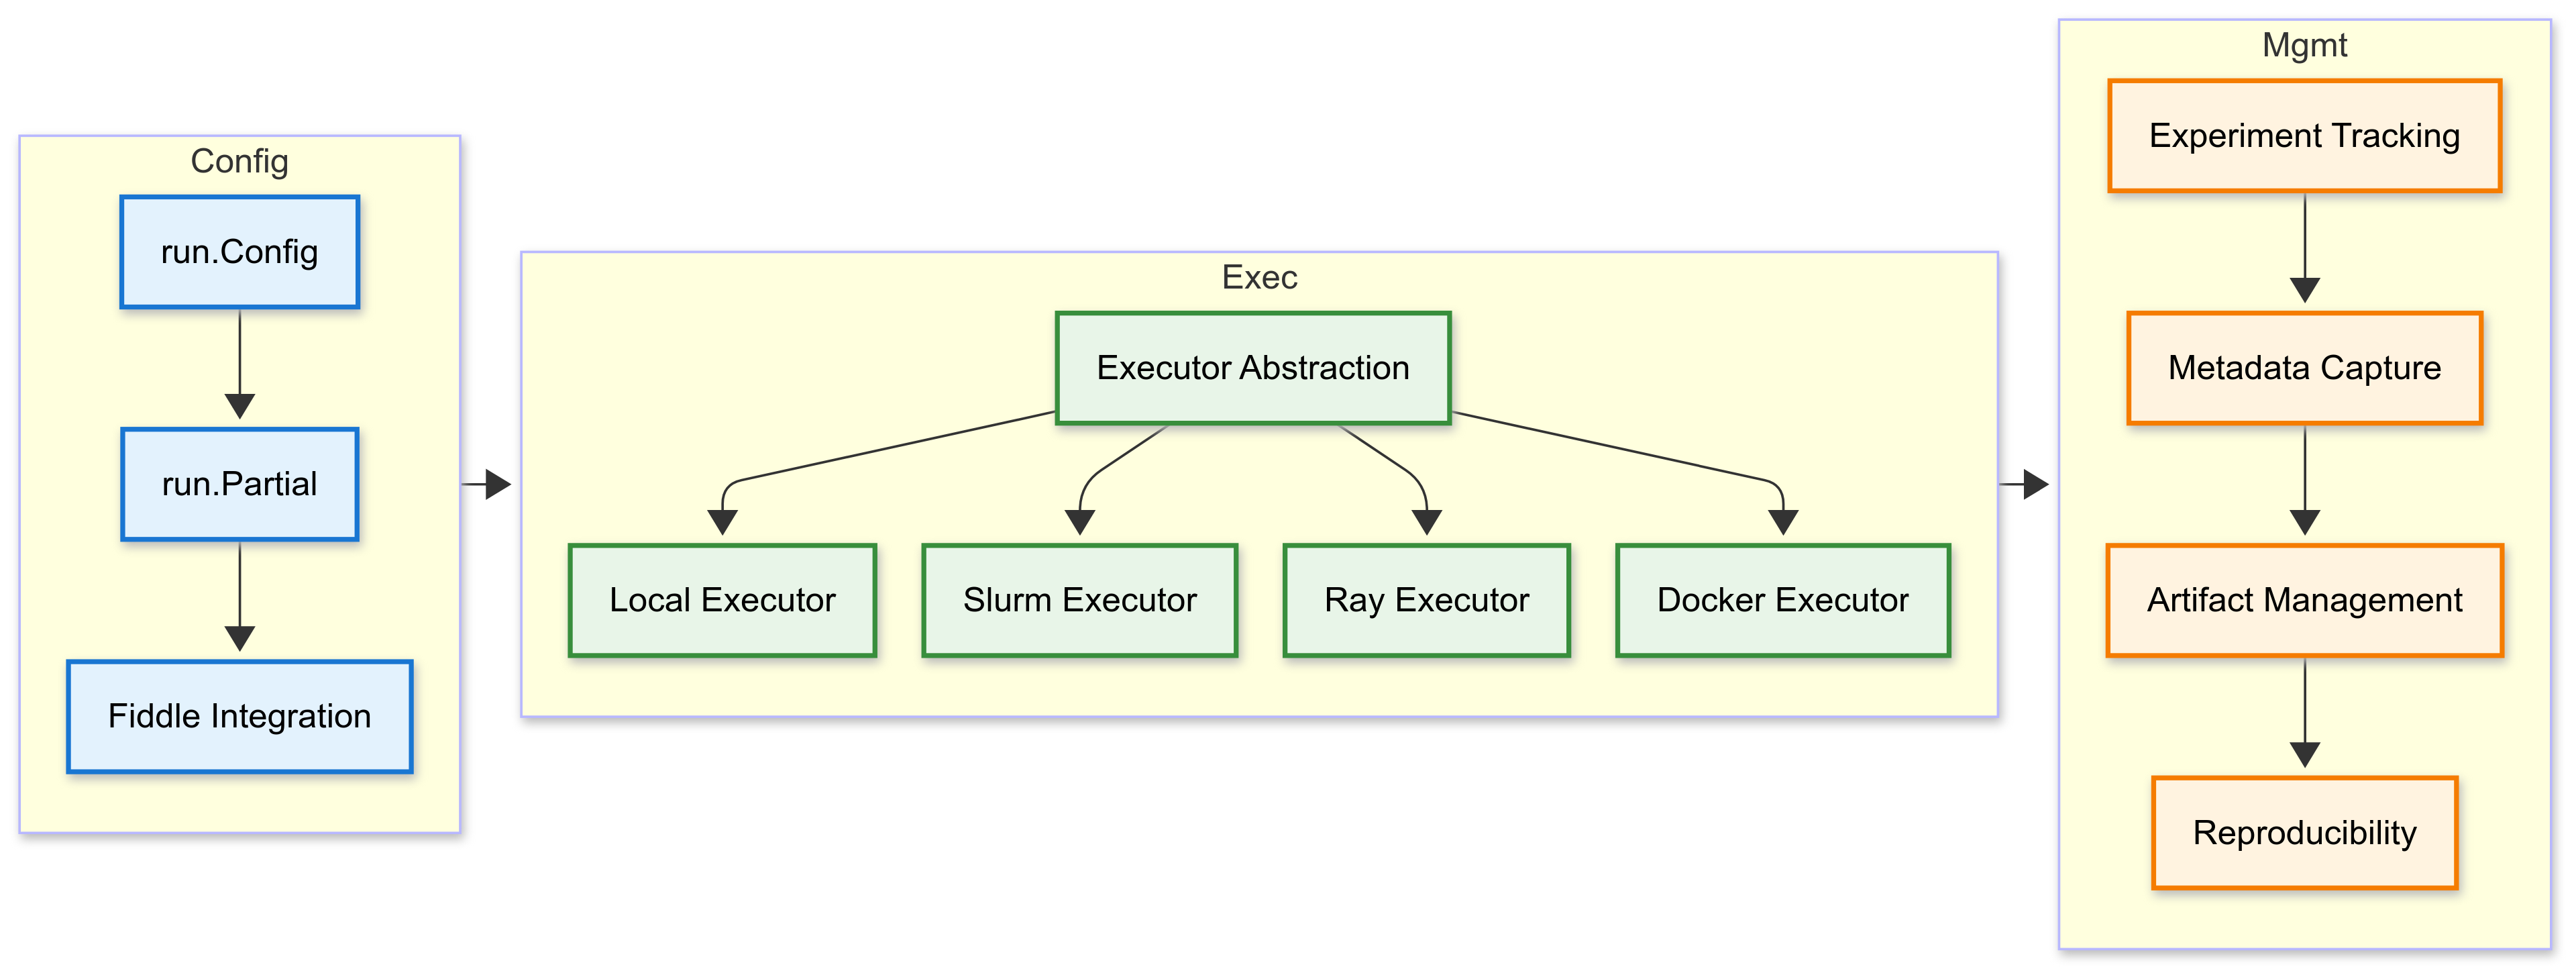 Config
run.Config
run.Partial
Fiddle Integration
Exec
Executor Abstraction
Local Executor
Slurm Executor
Ray Executor
Docker Executor
Mgmt
Experiment Tracking
Metadata Capture
Artifact Management
Reproducibility